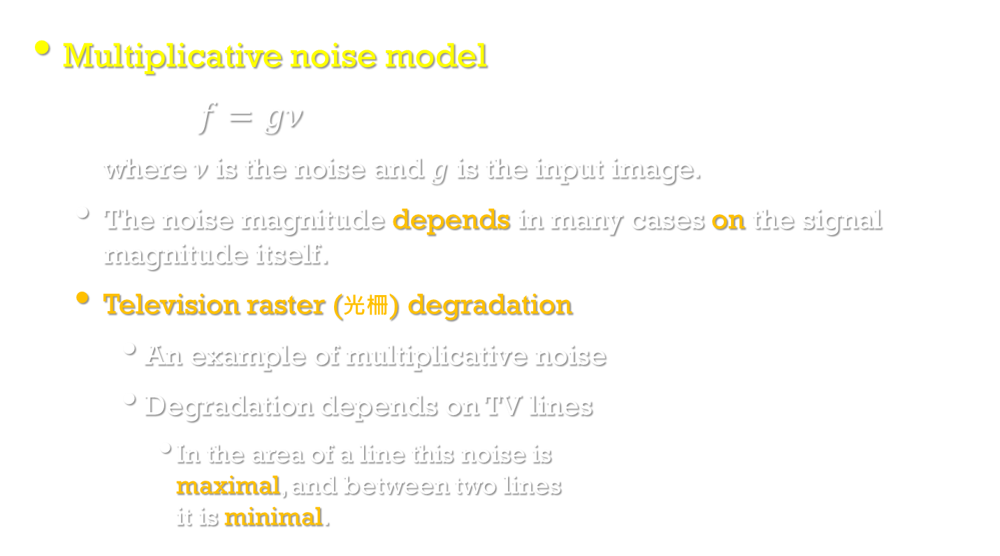 • Multiplicative noise model
f = gν
where ν is the noise and g is the input image.
• The noise magnitude depends in many cases on the signal
magnitude itself.
• Television raster (光柵) degradation
• An example of multiplicative noise
• Degradation depends on TV lines
• In the area of a line this noise is
maximal, and between two lines
it is minimal.